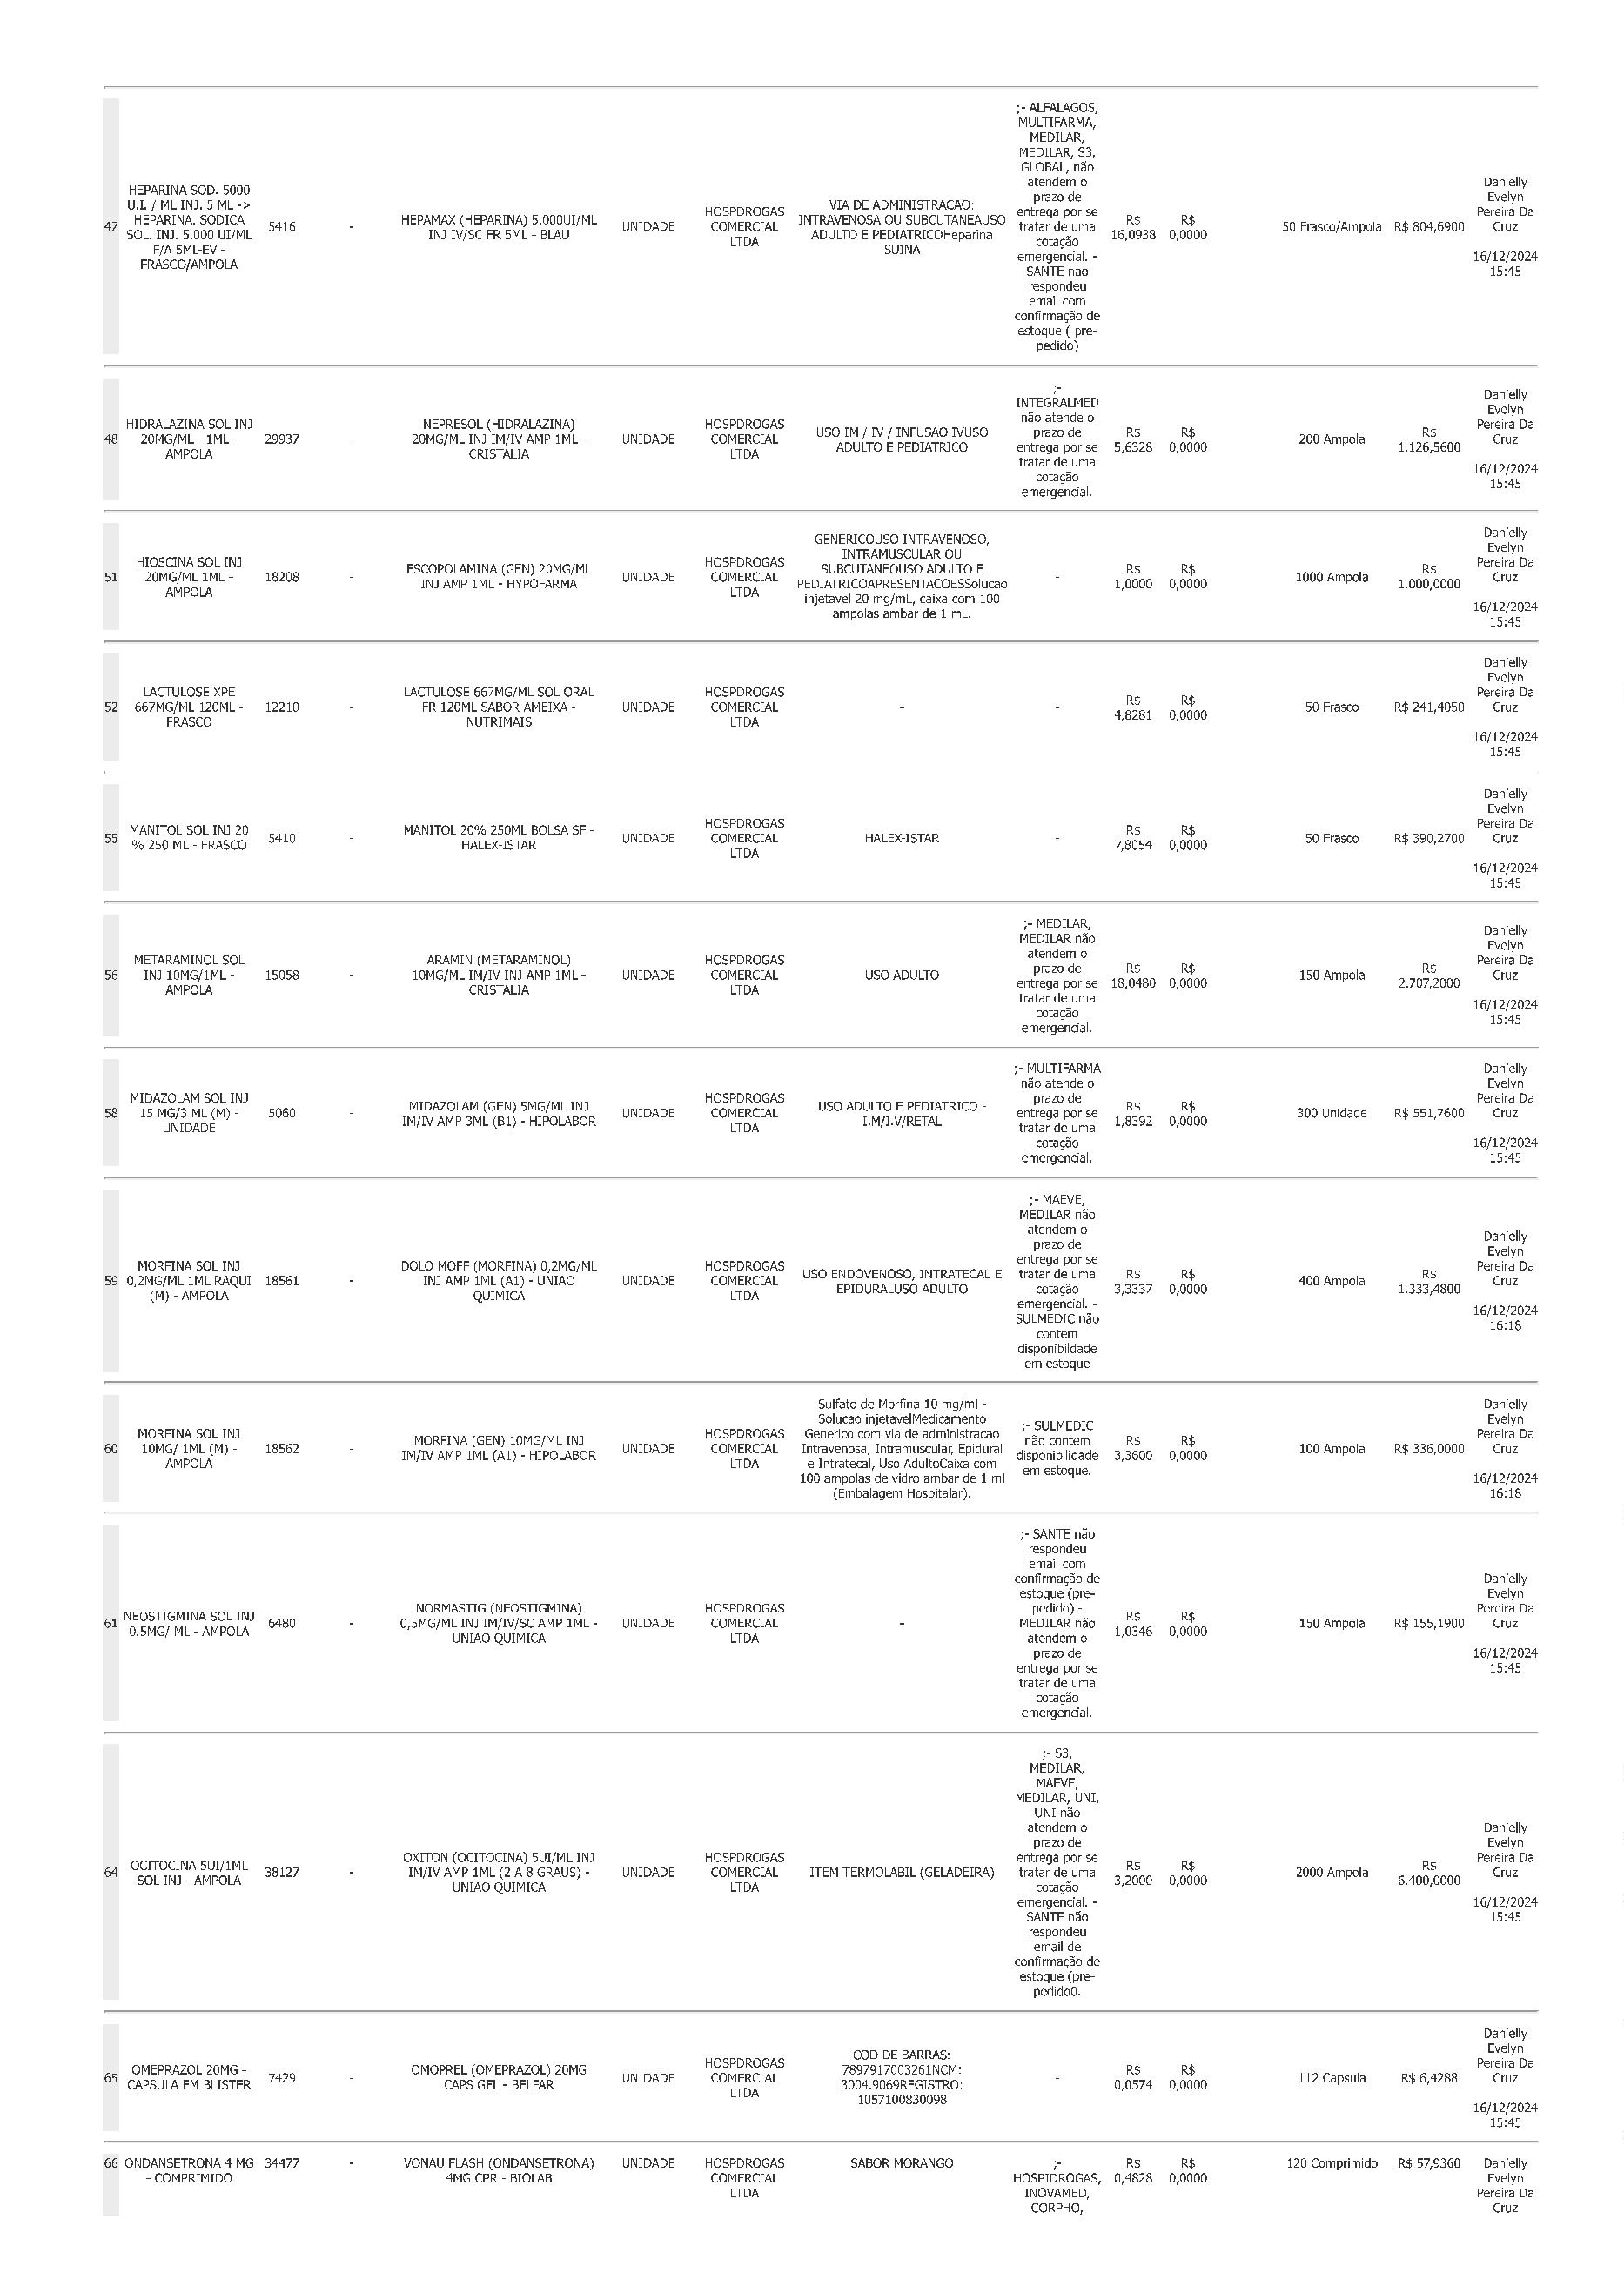 47
HEPARINA SOD. 5000
U.I. / ML INJ. 5 ML ->
HEPARINA. SODICA
SOL. INJ. 5.000 UI/ML
F/A 5ML-EV -
FRASCO/AMPOLA
5416
-
HEPAMAX (HEPARINA) 5.000UI/ML
INJ IV/SC FR 5ML - BLAU
UNIDADE
HOSPDROGAS
COMERCIAL
LTDA
VIA DE ADMINISTRACAO:
INTRAVENOSA OU SUBCUTANEAUSO
ADULTO E PEDIATRICOHeparina
SUINA
;- ALFALAGOS,
MULTIFARMA,
MEDILAR,
MEDILAR, S3,
GLOBAL, não
atendem o
prazo de
entrega por se
tratar de uma
cotação
emergencial. -
SANTE nao
respondeu
email com
confirmação de
estoque ( pre-
pedido)
R$
16,0938
R$
0,0000
50 Frasco/Ampola
R$ 804,6900
Danielly
Evelyn
Pereira Da
Cruz
16/12/2024
15:45
48
HIDRALAZINA SOL INJ
20MG/ML - 1ML -
AMPOLA
29937
-
NEPRESOL (HIDRALAZINA)
20MG/ML INJ IM/IV AMP 1ML -
CRISTALIA
UNIDADE
HOSPDROGAS
COMERCIAL
LTDA
USO IM / IV / INFUSAO IVUSO
ADULTO E PEDIATRICO
;-
INTEGRALMED
não atende o
prazo de
entrega por se
tratar de uma
cotação
emergencial.
R$
5,6328
R$
0,0000
200 Ampola
R$
1.126,5600
Danielly
Evelyn
Pereira Da
Cruz
16/12/2024
15:45
51
HIOSCINA SOL INJ
20MG/ML 1ML -
AMPOLA
18208
-
ESCOPOLAMINA (GEN) 20MG/ML
INJ AMP 1ML - HYPOFARMA
UNIDADE
HOSPDROGAS
COMERCIAL
LTDA
GENERICOUSO INTRAVENOSO,
INTRAMUSCULAR OU
SUBCUTANEOUSO ADULTO E
PEDIATRICOAPRESENTACOESSolucao
injetavel 20 mg/mL, caixa com 100
ampolas ambar de 1 mL.
-
R$
1,0000
R$
0,0000
1000 Ampola
R$
1.000,0000
Danielly
Evelyn
Pereira Da
Cruz
16/12/2024
15:45
52
LACTULOSE XPE
667MG/ML 120ML -
FRASCO
12210
-
LACTULOSE 667MG/ML SOL ORAL
FR 120ML SABOR AMEIXA -
NUTRIMAIS
UNIDADE
HOSPDROGAS
COMERCIAL
LTDA
-
-
R$
4,8281
R$
0,0000
50 Frasco
R$ 241,4050
Danielly
Evelyn
Pereira Da
Cruz
16/12/2024
15:45
55
MANITOL SOL INJ 20
% 250 ML - FRASCO
5410
-
MANITOL 20% 250ML BOLSA SF -
HALEX-ISTAR
UNIDADE
HOSPDROGAS
COMERCIAL
LTDA
HALEX-ISTAR
-
R$
7,8054
R$
0,0000
50 Frasco
R$ 390,2700
Danielly
Evelyn
Pereira Da
Cruz
16/12/2024
15:45
56
METARAMINOL SOL
INJ 10MG/1ML -
AMPOLA
15058
-
ARAMIN (METARAMINOL)
10MG/ML IM/IV INJ AMP 1ML -
CRISTALIA
UNIDADE
HOSPDROGAS
COMERCIAL
LTDA
USO ADULTO
;- MEDILAR,
MEDILAR não
atendem o
prazo de
entrega por se
tratar de uma
cotação
emergencial.
R$
18,0480
R$
0,0000
150 Ampola
R$
2.707,2000
Danielly
Evelyn
Pereira Da
Cruz
16/12/2024
15:45
58
MIDAZOLAM SOL INJ
15 MG/3 ML (M) -
UNIDADE
5060
-
MIDAZOLAM (GEN) 5MG/ML INJ
IM/IV AMP 3ML (B1) - HIPOLABOR
UNIDADE
HOSPDROGAS
COMERCIAL
LTDA
USO ADULTO E PEDIATRICO -
I.M/I.V/RETAL
;- MULTIFARMA
não atende o
prazo de
entrega por se
tratar de uma
cotação
emergencial.
R$
1,8392
R$
0,0000
300 Unidade
R$ 551,7600
Danielly
Evelyn
Pereira Da
Cruz
16/12/2024
15:45
59
MORFINA SOL INJ
0,2MG/ML 1ML RAQUI
(M) - AMPOLA
18561
-
DOLO MOFF (MORFINA) 0,2MG/ML
INJ AMP 1ML (A1) - UNIAO
QUIMICA
UNIDADE
HOSPDROGAS
COMERCIAL
LTDA
USO ENDOVENOSO, INTRATECAL E
EPIDURALUSO ADULTO
;- MAEVE,
MEDILAR não
atendem o
prazo de
entrega por se
tratar de uma
cotação
emergencial. -
SULMEDIC não
contem
disponibildade
em estoque
R$
3,3337
R$
0,0000
400 Ampola
R$
1.333,4800
Danielly
Evelyn
Pereira Da
Cruz
16/12/2024
16:18
60
MORFINA SOL INJ
10MG/ 1ML (M) -
AMPOLA
18562
-
MORFINA (GEN) 10MG/ML INJ
IM/IV AMP 1ML (A1) - HIPOLABOR
UNIDADE
HOSPDROGAS
COMERCIAL
LTDA
Sulfato de Morfina 10 mg/ml -
Solucao injetavelMedicamento
Generico com via de administracao
Intravenosa, Intramuscular, Epidural
e Intratecal, Uso AdultoCaixa com
100 ampolas de vidro ambar de 1 ml
(Embalagem Hospitalar).
;- SULMEDIC
não contem
disponibilidade
em estoque.
R$
3,3600
R$
0,0000
100 Ampola
R$ 336,0000
Danielly
Evelyn
Pereira Da
Cruz
16/12/2024
16:18
61
NEOSTIGMINA SOL INJ
0.5MG/ ML - AMPOLA
6480
-
NORMASTIG (NEOSTIGMINA)
0,5MG/ML INJ IM/IV/SC AMP 1ML -
UNIAO QUIMICA
UNIDADE
HOSPDROGAS
COMERCIAL
LTDA
-
;- SANTE não
respondeu
email com
confirmação de
estoque (pre-
pedido) -
MEDILAR não
atendem o
prazo de
entrega por se
tratar de uma
cotação
emergencial.
R$
1,0346
R$
0,0000
150 Ampola
R$ 155,1900
Danielly
Evelyn
Pereira Da
Cruz
16/12/2024
15:45
64
OCITOCINA 5UI/1ML
SOL INJ - AMPOLA
38127
-
OXITON (OCITOCINA) 5UI/ML INJ
IM/IV AMP 1ML (2 A 8 GRAUS) -
UNIAO QUIMICA
UNIDADE
HOSPDROGAS
COMERCIAL
LTDA
ITEM TERMOLABIL (GELADEIRA)
;- S3,
MEDILAR,
MAEVE,
MEDILAR, UNI,
UNI não
atendem o
prazo de
entrega por se
tratar de uma
cotação
emergencial. -
SANTE não
respondeu
email de
confirmação de
estoque (pre-
pedido0.
R$
3,2000
R$
0,0000
2000 Ampola
R$
6.400,0000
Danielly
Evelyn
Pereira Da
Cruz
16/12/2024
15:45
65
OMEPRAZOL 20MG -
CAPSULA EM BLISTER
7429
-
OMOPREL (OMEPRAZOL) 20MG
CAPS GEL - BELFAR
UNIDADE
HOSPDROGAS
COMERCIAL
LTDA
COD DE BARRAS:
7897917003261NCM:
3004.9069REGISTRO:
1057100830098
-
R$
0,0574
R$
0,0000
112 Capsula
R$ 6,4288
Danielly
Evelyn
Pereira Da
Cruz
16/12/2024
15:45
66
ONDANSETRONA 4 MG
- COMPRIMIDO
34477
-
VONAU FLASH (ONDANSETRONA)
4MG CPR - BIOLAB
UNIDADE
HOSPDROGAS
COMERCIAL
LTDA
SABOR MORANGO
;-
HOSPIDROGAS,
INOVAMED,
CORPHO,
R$
0,4828
R$
0,0000
120 Comprimido
R$ 57,9360
Danielly
Evelyn
Pereira Da
Cruz